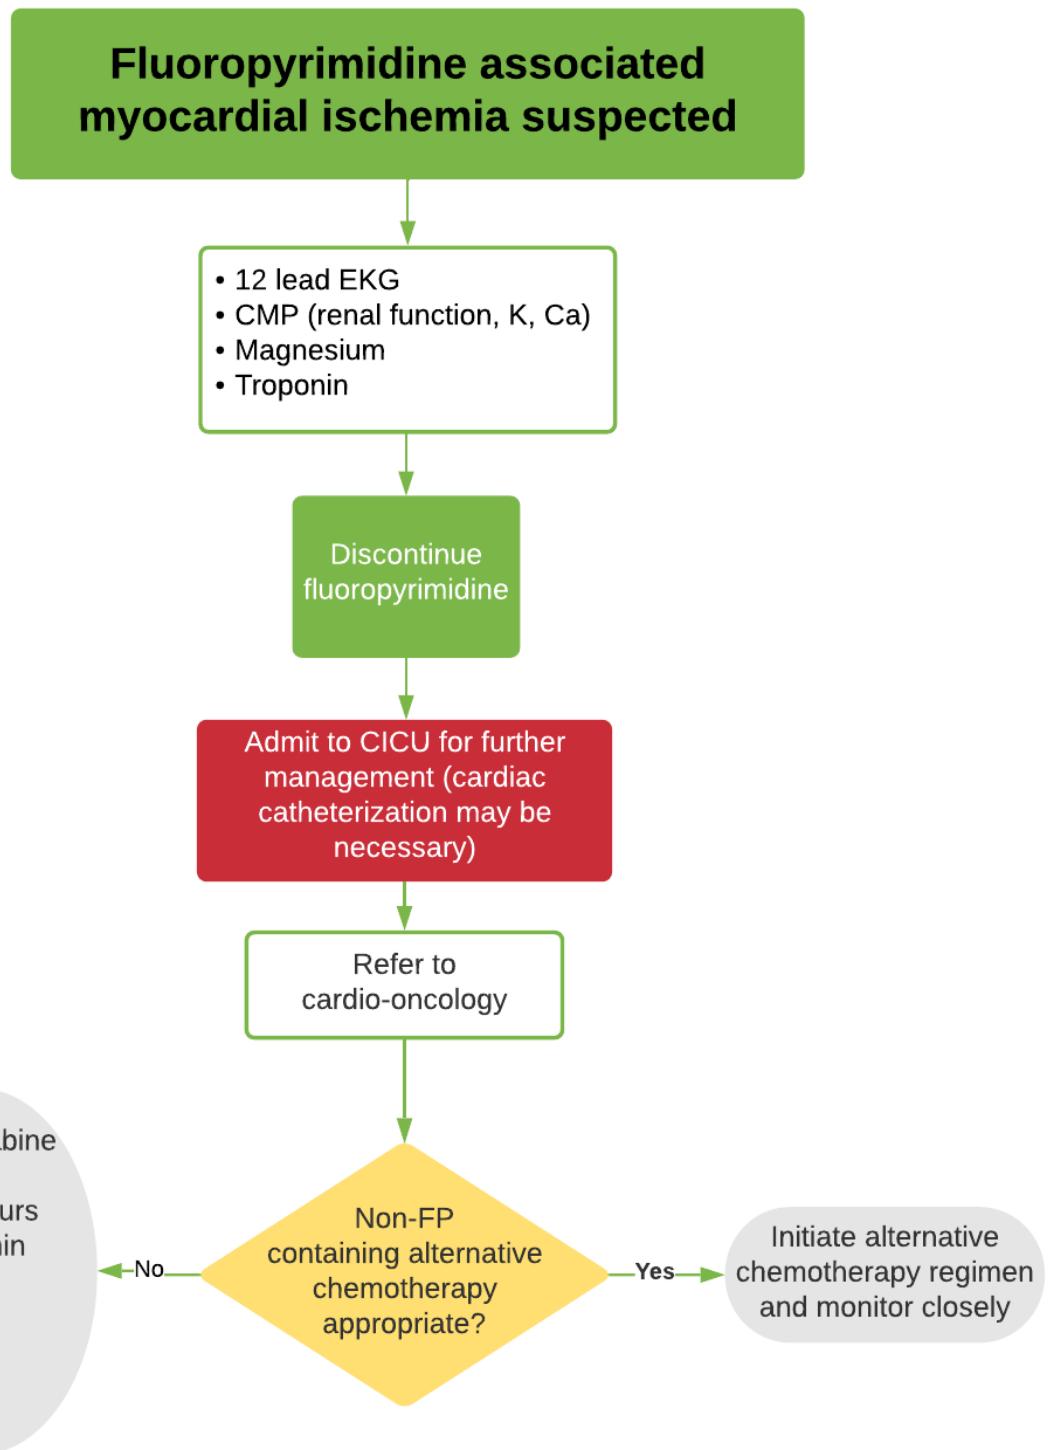 Fluoropyrimidine associated
myocardial ischemia suspected
• 12 lead EKG
• CMP (renal function, K, Ca)
• Magnesium
• Troponin
Discontinue
fluoropyrimidine
Admit to CICU for further
management (cardiac
catheterization may be
necessary)
Refer to
cardio-oncology
Non-FP
containing alternative
chemotherapy
appropriate?
No
Yes
Initiate alternative
chemotherapy regimen
and monitor closely